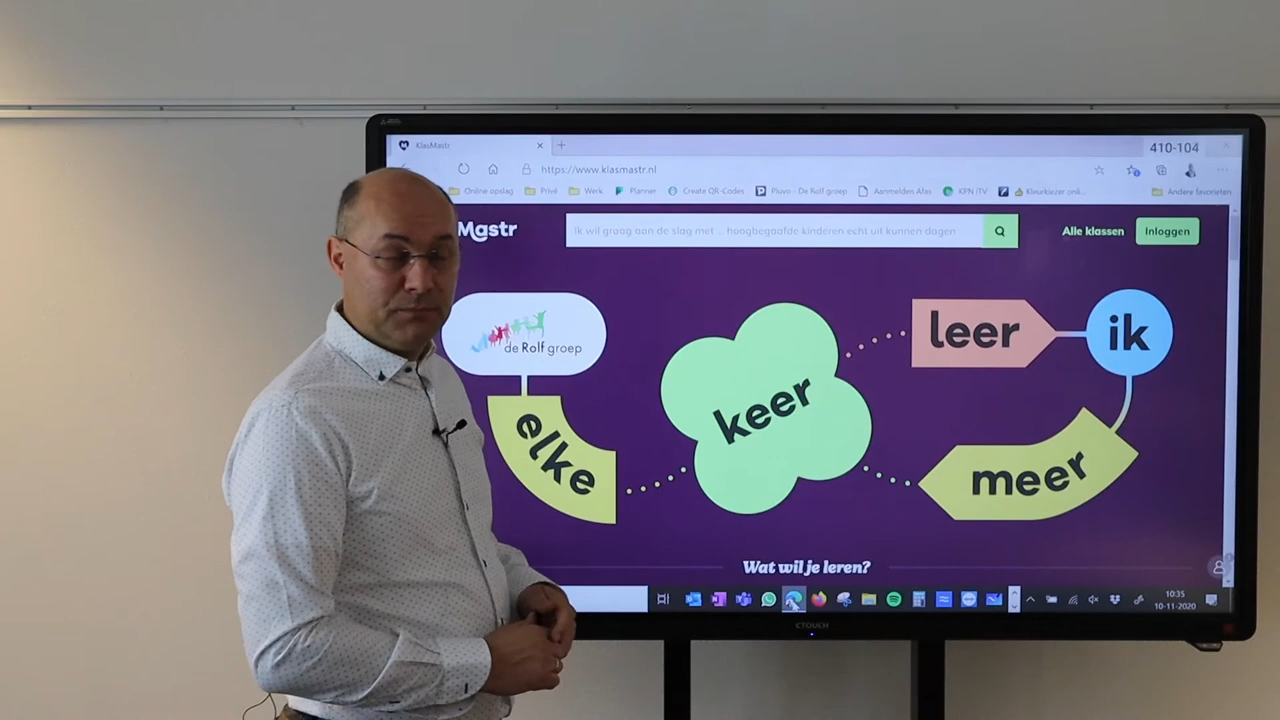 KlasMastr
410-104
https://www.klasmastr.nl
Online opslag
Privé
Werk
Planner
Create QR-Codes
Pluvo - De Rolf groep
Aanmelden Afas
KPN iTV
Kleurkiezer onli...
Andere favorieten
Mastr
Ik wil graag aan de slag met ... hoogbegaafde kinderen echt uit kunnen dagen
Alle klassen
Inloggen
de Rolf groep
elke
keer
leer
ik
meer
Wat wil je leren?
10:35
10-11-2020
CTOUCH